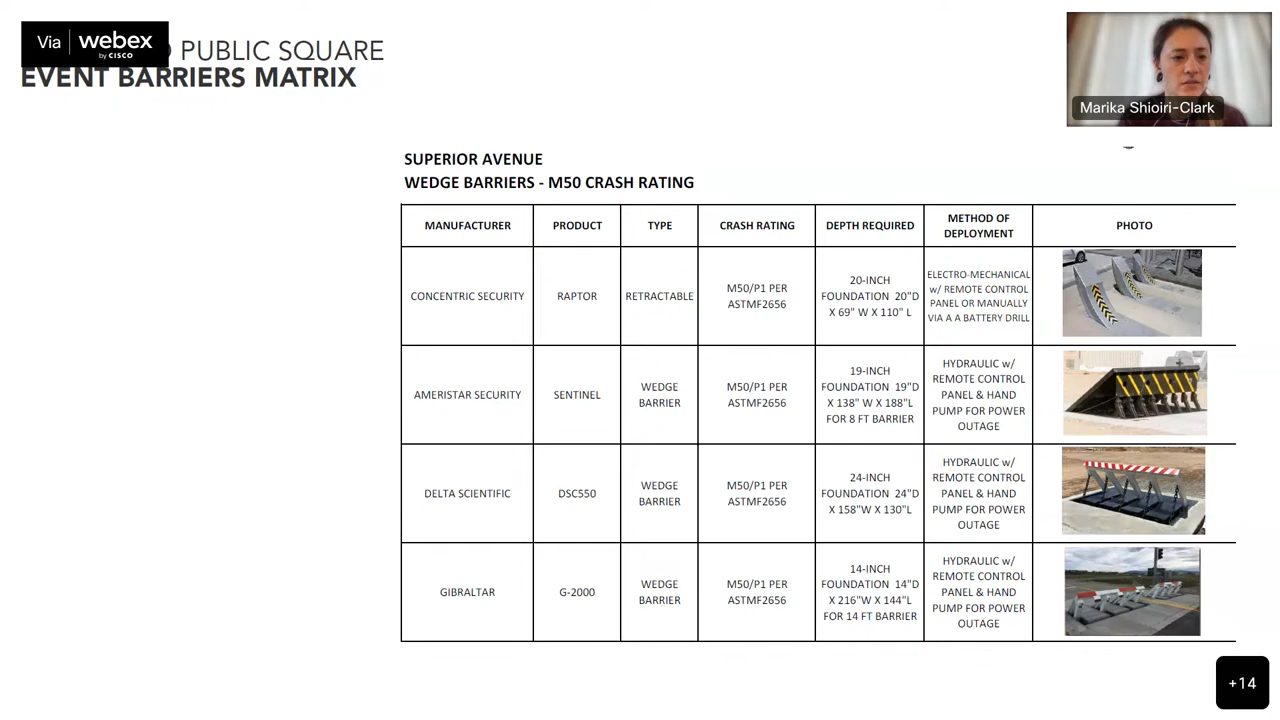 Via webex
by CISCO
PUBLIC SQUARE
EVENT BARRIERS MATRIX
Marika Shioiri-Clark
SUPERIOR AVENUE
WEDGE BARRIERS - M50 CRASH RATING
MANUFACTURER
PRODUCT
TYPE
CRASH RATING
DEPTH REQUIRED
METHOD OF
DEPLOYMENT
PHOTO
CONCENTRIC SECURITY
RAPTOR
RETRACTABLE
M50/P1 PER
ASTMF2656
20-INCH
FOUNDATION 20"D
X 69" W X 110" L
ELECTRO-MECHANICAL
w/ REMOTE CONTROL
PANEL OR MANUALLY
VIA A A BATTERY DRILL
AMERISTAR SECURITY
SENTINEL
WEDGE
BARRIER
M50/P1 PER
ASTMF2656
19-INCH
FOUNDATION 19"D
X 138" W X 188"L
FOR 8 FT BARRIER
HYDRAULIC w/
REMOTE CONTROL
PANEL & HAND
PUMP FOR POWER
OUTAGE
DELTA SCIENTIFIC
DSC550
WEDGE
BARRIER
M50/P1 PER
ASTMF2656
24-INCH
FOUNDATION 24"D
X 158"W X 130"L
HYDRAULIC w/
REMOTE CONTROL
PANEL & HAND
PUMP FOR POWER
OUTAGE
GIBRALTAR
G-2000
WEDGE
BARRIER
M50/P1 PER
ASTMF2656
14-INCH
FOUNDATION 14"D
X 216"W X 144"L
FOR 14 FT BARRIER
HYDRAULIC w/
REMOTE CONTROL
PANEL & HAND
PUMP FOR POWER
OUTAGE
+14